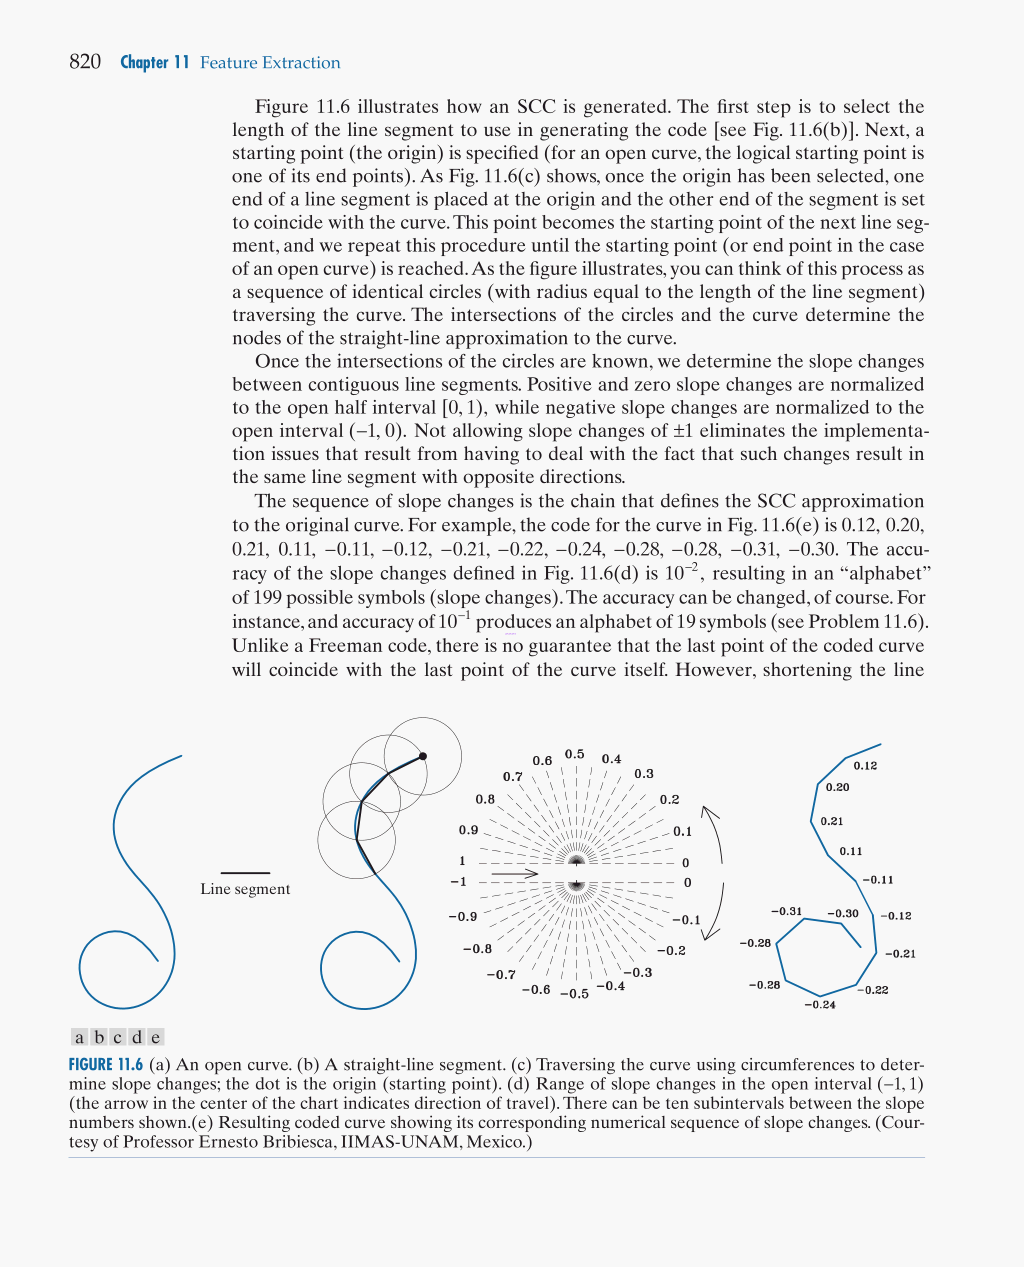 820 Chapter 11 Feature Extraction
Figure 11.6 illustrates how an SCC is generated. The first step is to select the
length of the line segment to use in generating the code [see Fig. 11.6(b)]. Next, a
starting point (the origin) is specified (for an open curve, the logical starting point is
one of its end points). As Fig. 11.6(c) shows, once the origin has been selected, one
end of a line segment is placed at the origin and the other end of the segment is set
to coincide with the curve. This point becomes the starting point of the next line seg-
ment, and we repeat this procedure until the starting point (or end point in the case
of an open curve) is reached. As the figure illustrates, you can think of this process as
a sequence of identical circles (with radius equal to the length of the line segment)
traversing the curve. The intersections of the circles and the curve determine the
nodes of the straight-line approximation to the curve.
Once the intersections of the circles are known, we determine the slope changes
between contiguous line segments. Positive and zero slope changes are normalized
to the open half interval [0, 1), while negative slope changes are normalized to the
open interval (−1, 0). Not allowing slope changes of ±1 eliminates the implementa-
tion issues that result from having to deal with the fact that such changes result in
the same line segment with opposite directions.
The sequence of slope changes is the chain that defines the SCC approximation
to the original curve. For example, the code for the curve in Fig. 11.6(e) is 0.12, 0.20,
0.21, 0.11, −0.11, −0.12, −0.21, −0.22, −0.24, −0.28, −0.28, −0.31, −0.30. The accu-
racy of the slope changes defined in Fig. 11.6(d) is 10⁻², resulting in an “alphabet”
of 199 possible symbols (slope changes). The accuracy can be changed, of course. For
instance, and accuracy of 10⁻¹ produces an alphabet of 19 symbols (see Problem 11.6).
Unlike a Freeman code, there is no guarantee that the last point of the coded curve
will coincide with the last point of the curve itself. However, shortening the line
Line segment
0.5
0.6
0.4
0.7
0.3
0.8
0.2
0.9
0.1
1
0
−1
0
−0.9
−0.1
−0.8
−0.2
−0.7
−0.3
−0.6
−0.4
−0.5
0.12
0.20
0.21
0.11
−0.11
−0.12
−0.21
−0.22
−0.24
−0.28
−0.28
−0.31
−0.30
a b c d e
FIGURE 11.6 (a) An open curve. (b) A straight-line segment. (c) Traversing the curve using circumferences to deter-
mine slope changes; the dot is the origin (starting point). (d) Range of slope changes in the open interval (−1, 1)
(the arrow in the center of the chart indicates direction of travel). There can be ten subintervals between the slope
numbers shown.(e) Resulting coded curve showing its corresponding numerical sequence of slope changes. (Cour-
tesy of Professor Ernesto Bribiesca, IIMAS-UNAM, Mexico.)